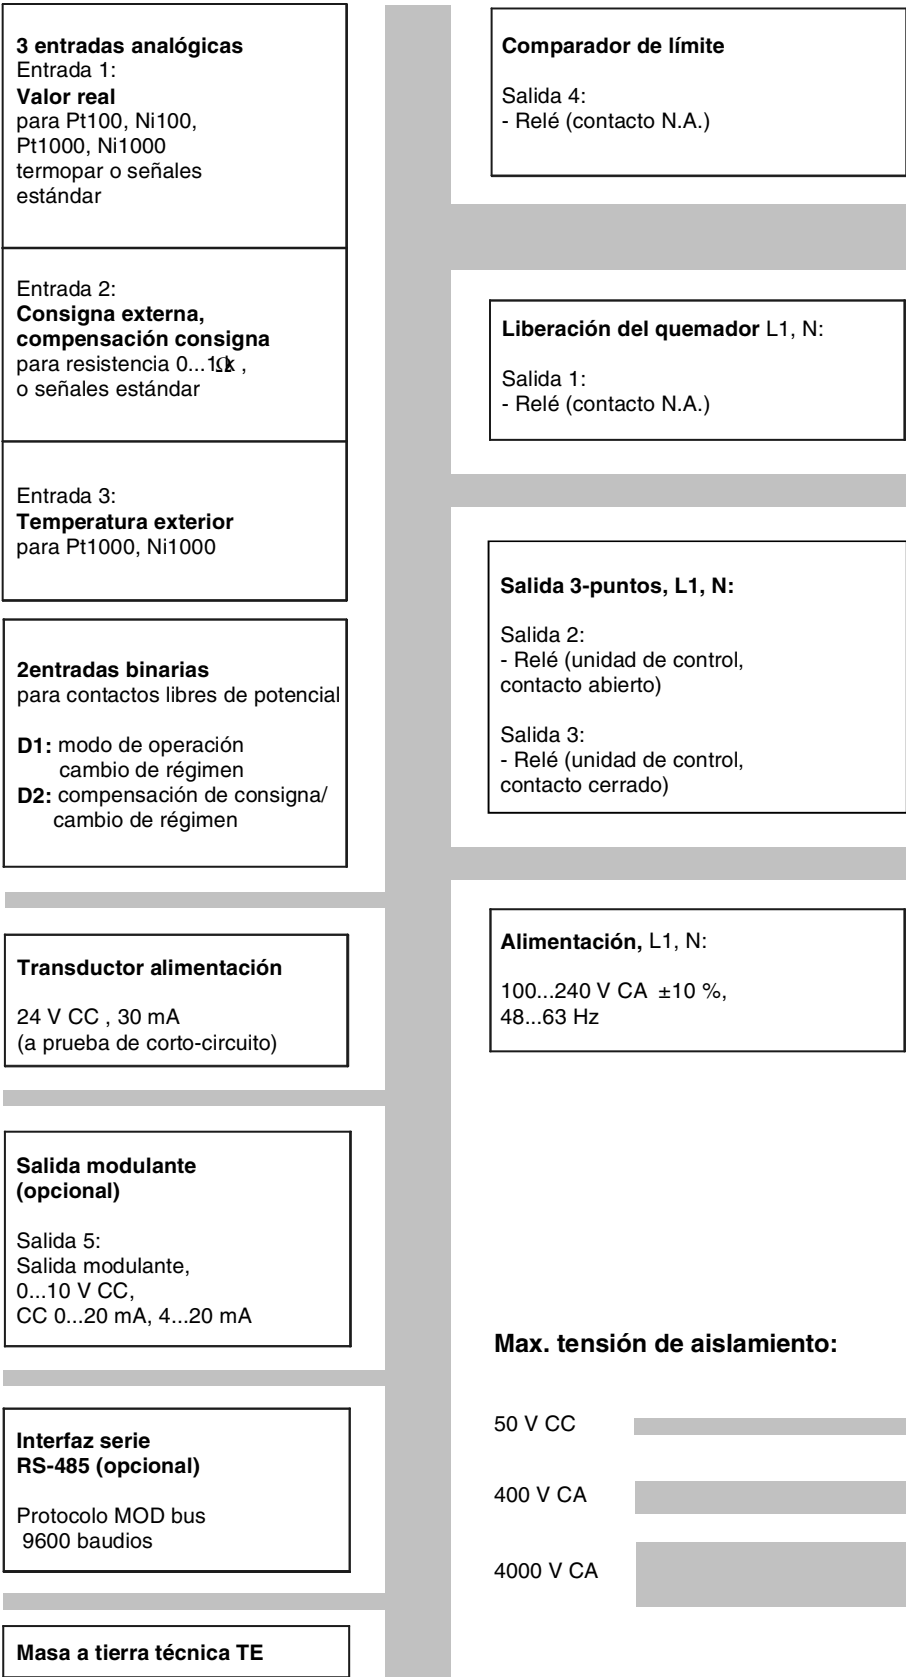 3 entradas analógicas
Entrada 1:
Valor real
para Pt100, Ni100,
Pt1000, Ni1000
termopar o señales
estándar
Entrada 2:
Consigna externa,
compensación consigna
para resistencia 0...1kΩ ,
o señales estándar
Entrada 3:
Temperatura exterior
para Pt1000, Ni1000
2entradas binarias
para contactos libres de potencial
D1: modo de operación
cambio de régimen
D2: compensación de consigna/
cambio de régimen
Transductor alimentación
24 V CC , 30 mA
(a prueba de corto-circuito)
Salida modulante
(opcional)
Salida 5:
Salida modulante,
0...10 V CC,
CC 0...20 mA, 4...20 mA
Interfaz serie
RS-485 (opcional)
Protocolo MOD bus
9600 baudios
Masa a tierra técnica TE
Comparador de límite
Salida 4:
- Relé (contacto N.A.)
Liberación del quemador L1, N:
Salida 1:
- Relé (contacto N.A.)
Salida 3-puntos, L1, N:
Salida 2:
- Relé (unidad de control,
contacto abierto)
Salida 3:
- Relé (unidad de control,
contacto cerrado)
Alimentación, L1, N:
100...240 V CA ±10 %,
48...63 Hz
Max. tensión de aislamiento:
50 V CC
400 V CA
4000 V CA